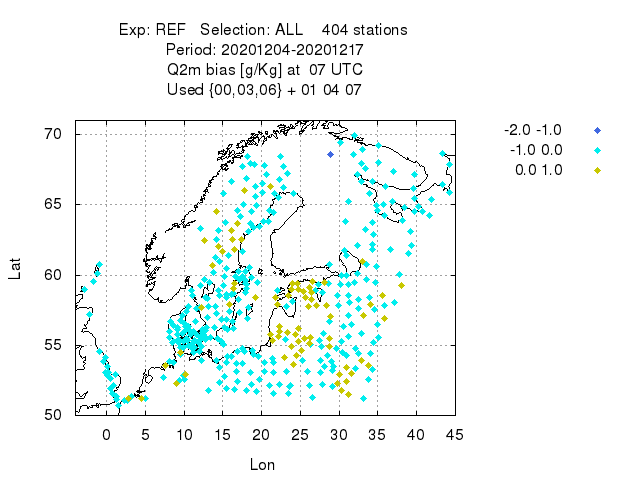 Exp: REF   Selection: ALL    404 stations
Period: 20201204-20201217
Q2m bias [g/Kg] at  07 UTC
Used {00,03,06} + 01 04 07
-2.0 -1.0
-1.0 0.0
0.0 1.0
70
65
60
55
50
Lat
0 5 10 15 20 25 30 35 40 45
Lon